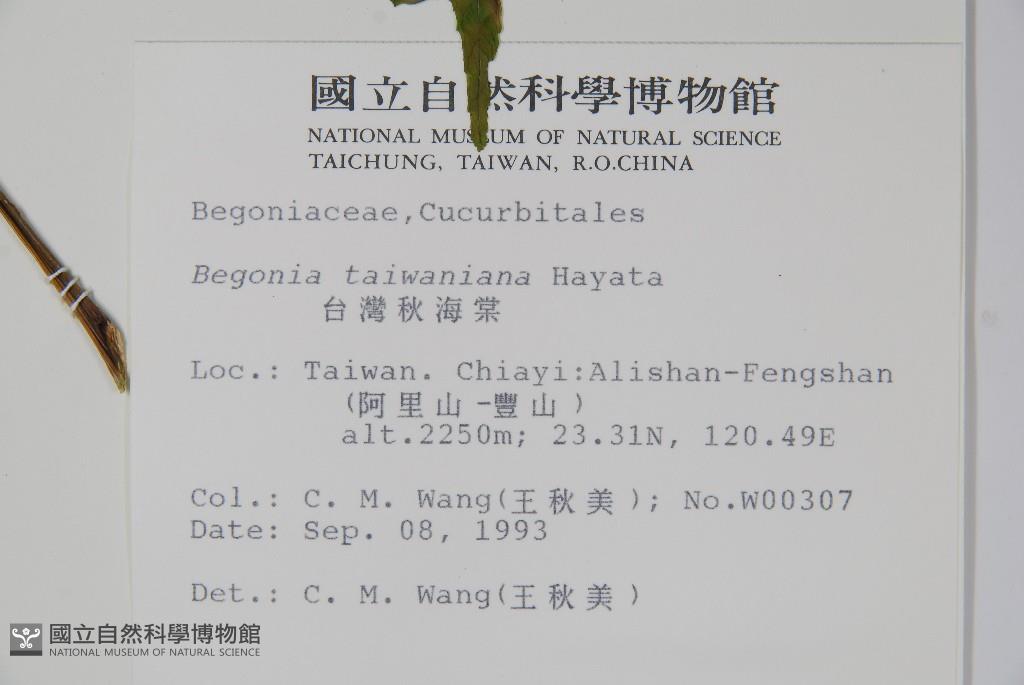 國立自然科學博物館
NATIONAL MUSEUM OF NATURAL SCIENCE
TAICHUNG, TAIWAN, R.O.CHINA
Begoniaceae,Cucurbitales
Begonia taiwaniana Hayata
台灣秋海棠
Loc.: Taiwan. Chiayi:Alishan-Fengshan
(阿里山-豐山)
alt.2250m; 23.31N, 120.49E
Col.: C. M. Wang(王秋美); No.W00307
Date: Sep. 08, 1993
Det.: C. M. Wang(王秋美)
國立自然科學博物館
NATIONAL MUSEUM OF NATURAL SCIENCE